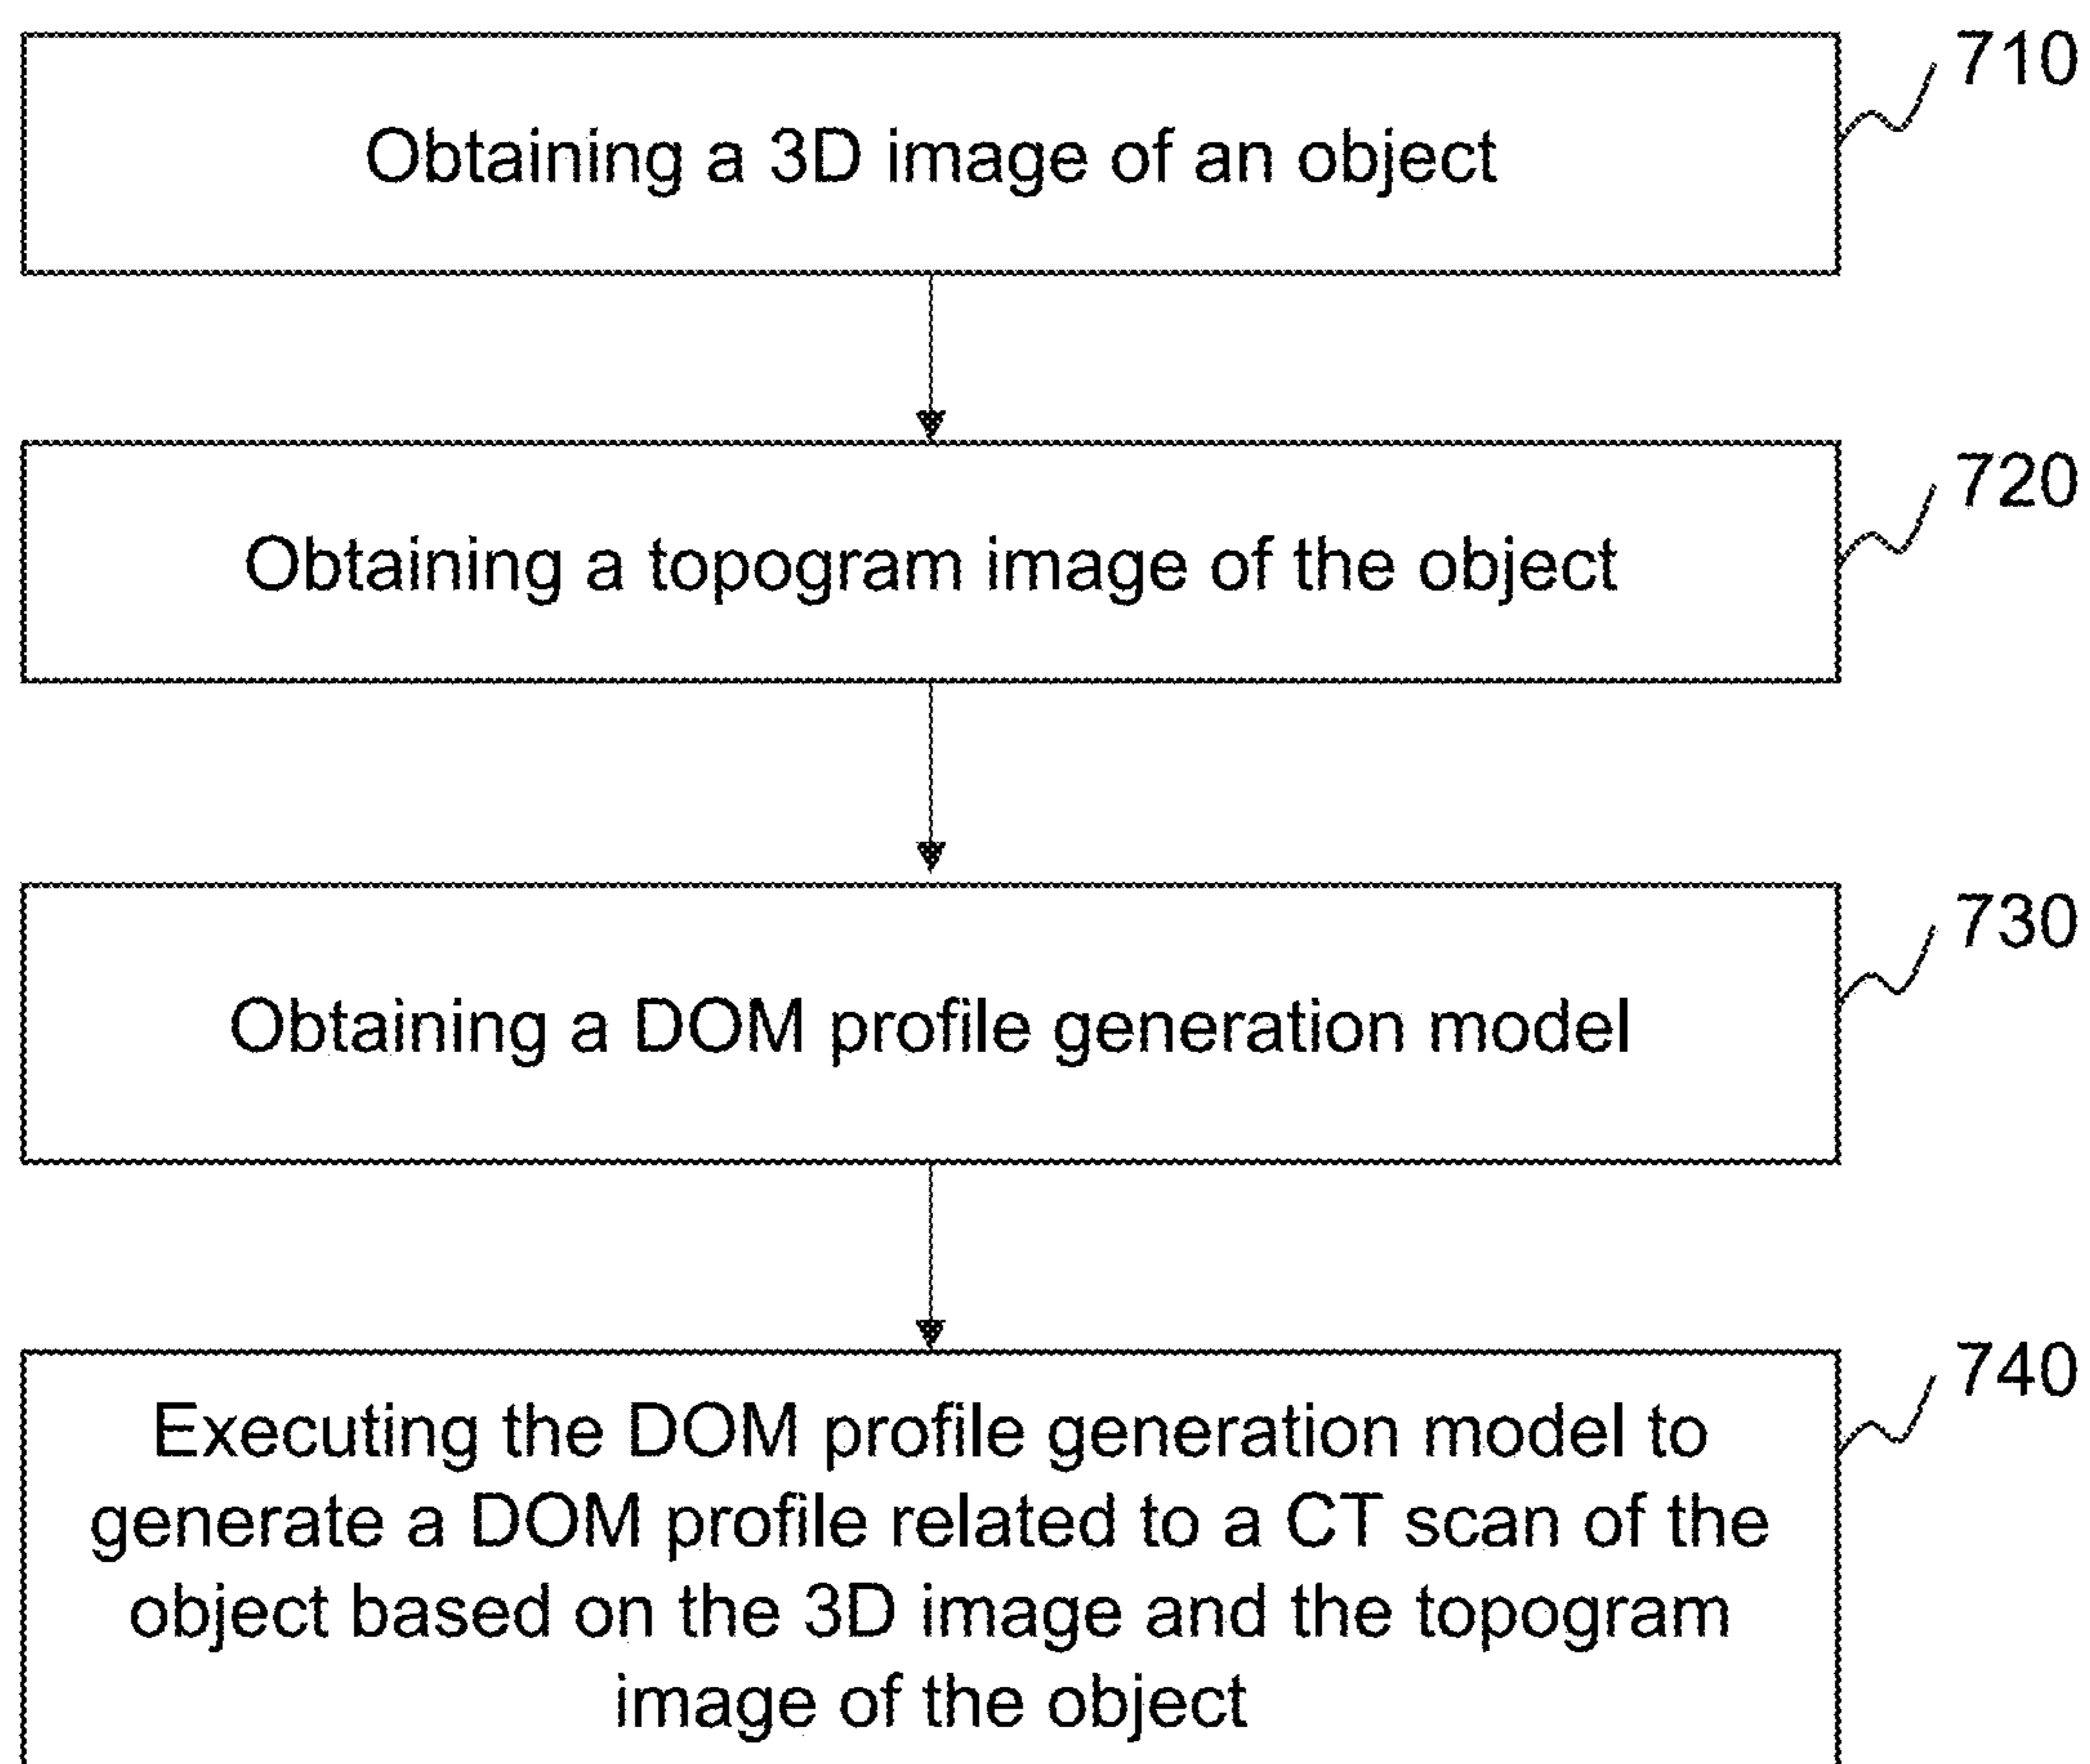 710
Obtaining a 3D image of an object
720
Obtaining a topogram image of the object
730
Obtaining a DOM profile generation model
740
Executing the DOM profile generation model to
generate a DOM profile related to a CT scan of the
object based on the 3D image and the topogram
image of the object